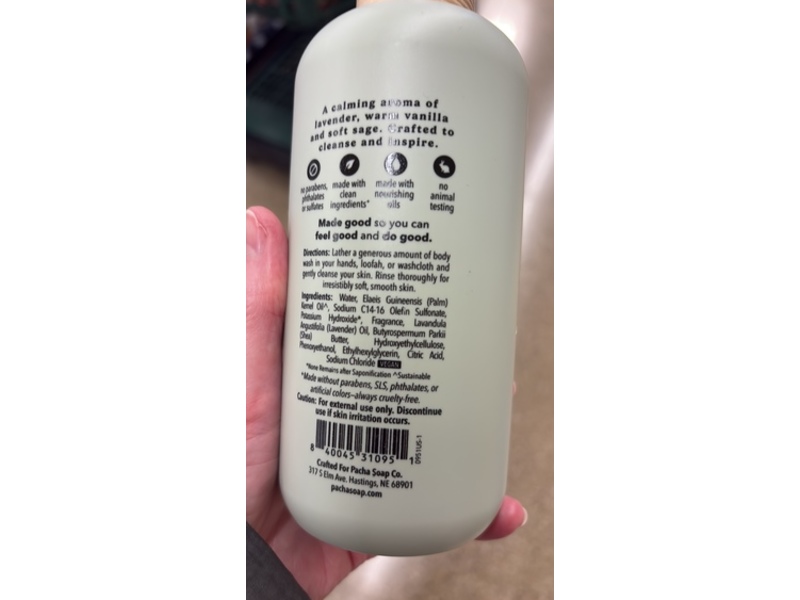 A calming aroma of
lavender, warm vanilla
and soft sage. Crafted to
cleanse and inspire.
no parabens, phthalates or sulfates
made with clean ingredients*
made with nourishing oils
no animal testing
Made good so you can
feel good and do good.
Directions: Lather a generous amount of body
wash in your hands, loofah, or washcloth and
gently cleanse your skin. Rinse thoroughly for
irresistibly soft, smooth skin.
Ingredients: Water, Elaeis Guineensis (Palm)
Kernel Oil^, Sodium C14-16 Olefin Sulfonate,
Potassium Hydroxide*, Fragrance, Lavandula
Angustifolia (Lavender) Oil, Butyrospermum Parkii
(Shea) Butter, Hydroxyethylcellulose,
Phenoxyethanol, Ethylhexylglycerin, Citric Acid,
Sodium Chloride VEGAN
*None Remains after Saponification ^Sustainable
*Made without parabens, SLS, phthalates, or
artificial colors–always cruelty-free.
Caution: For external use only. Discontinue
use if skin irritation occurs.
8 40045 31095 1
0951US-1
Crafted For Pacha Soap Co.
317 S Elm Ave. Hastings, NE 68901
pachasoap.com